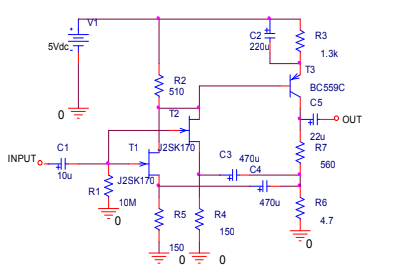 V1
5Vdc
0
C2
220u
R3
1.3k
R2
510
T3
BC559C
T2
J2SK170
C5
OUT
22u
INPUT
C1
10u
T1
J2SK170
C3
470u
C4
470u
R7
560
R1
10M
0
R5
150
0
R4
150
0
R6
4.7
0